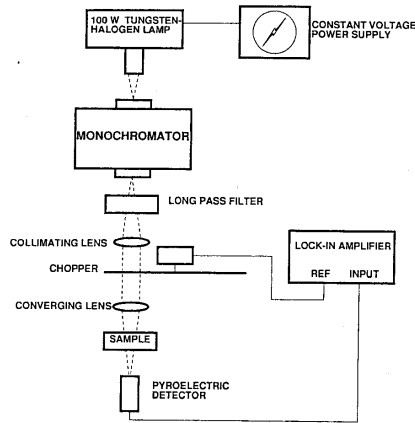 100 W TUNGSTEN-
HALOGEN LAMP
CONSTANT VOLTAGE
POWER SUPPLY
MONOCHROMATOR
LONG PASS FILTER
COLLIMATING LENS
LOCK-IN AMPLIFIER
REF INPUT
CHOPPER
CONVERGING LENS
SAMPLE
PYROELECTRIC
DETECTOR